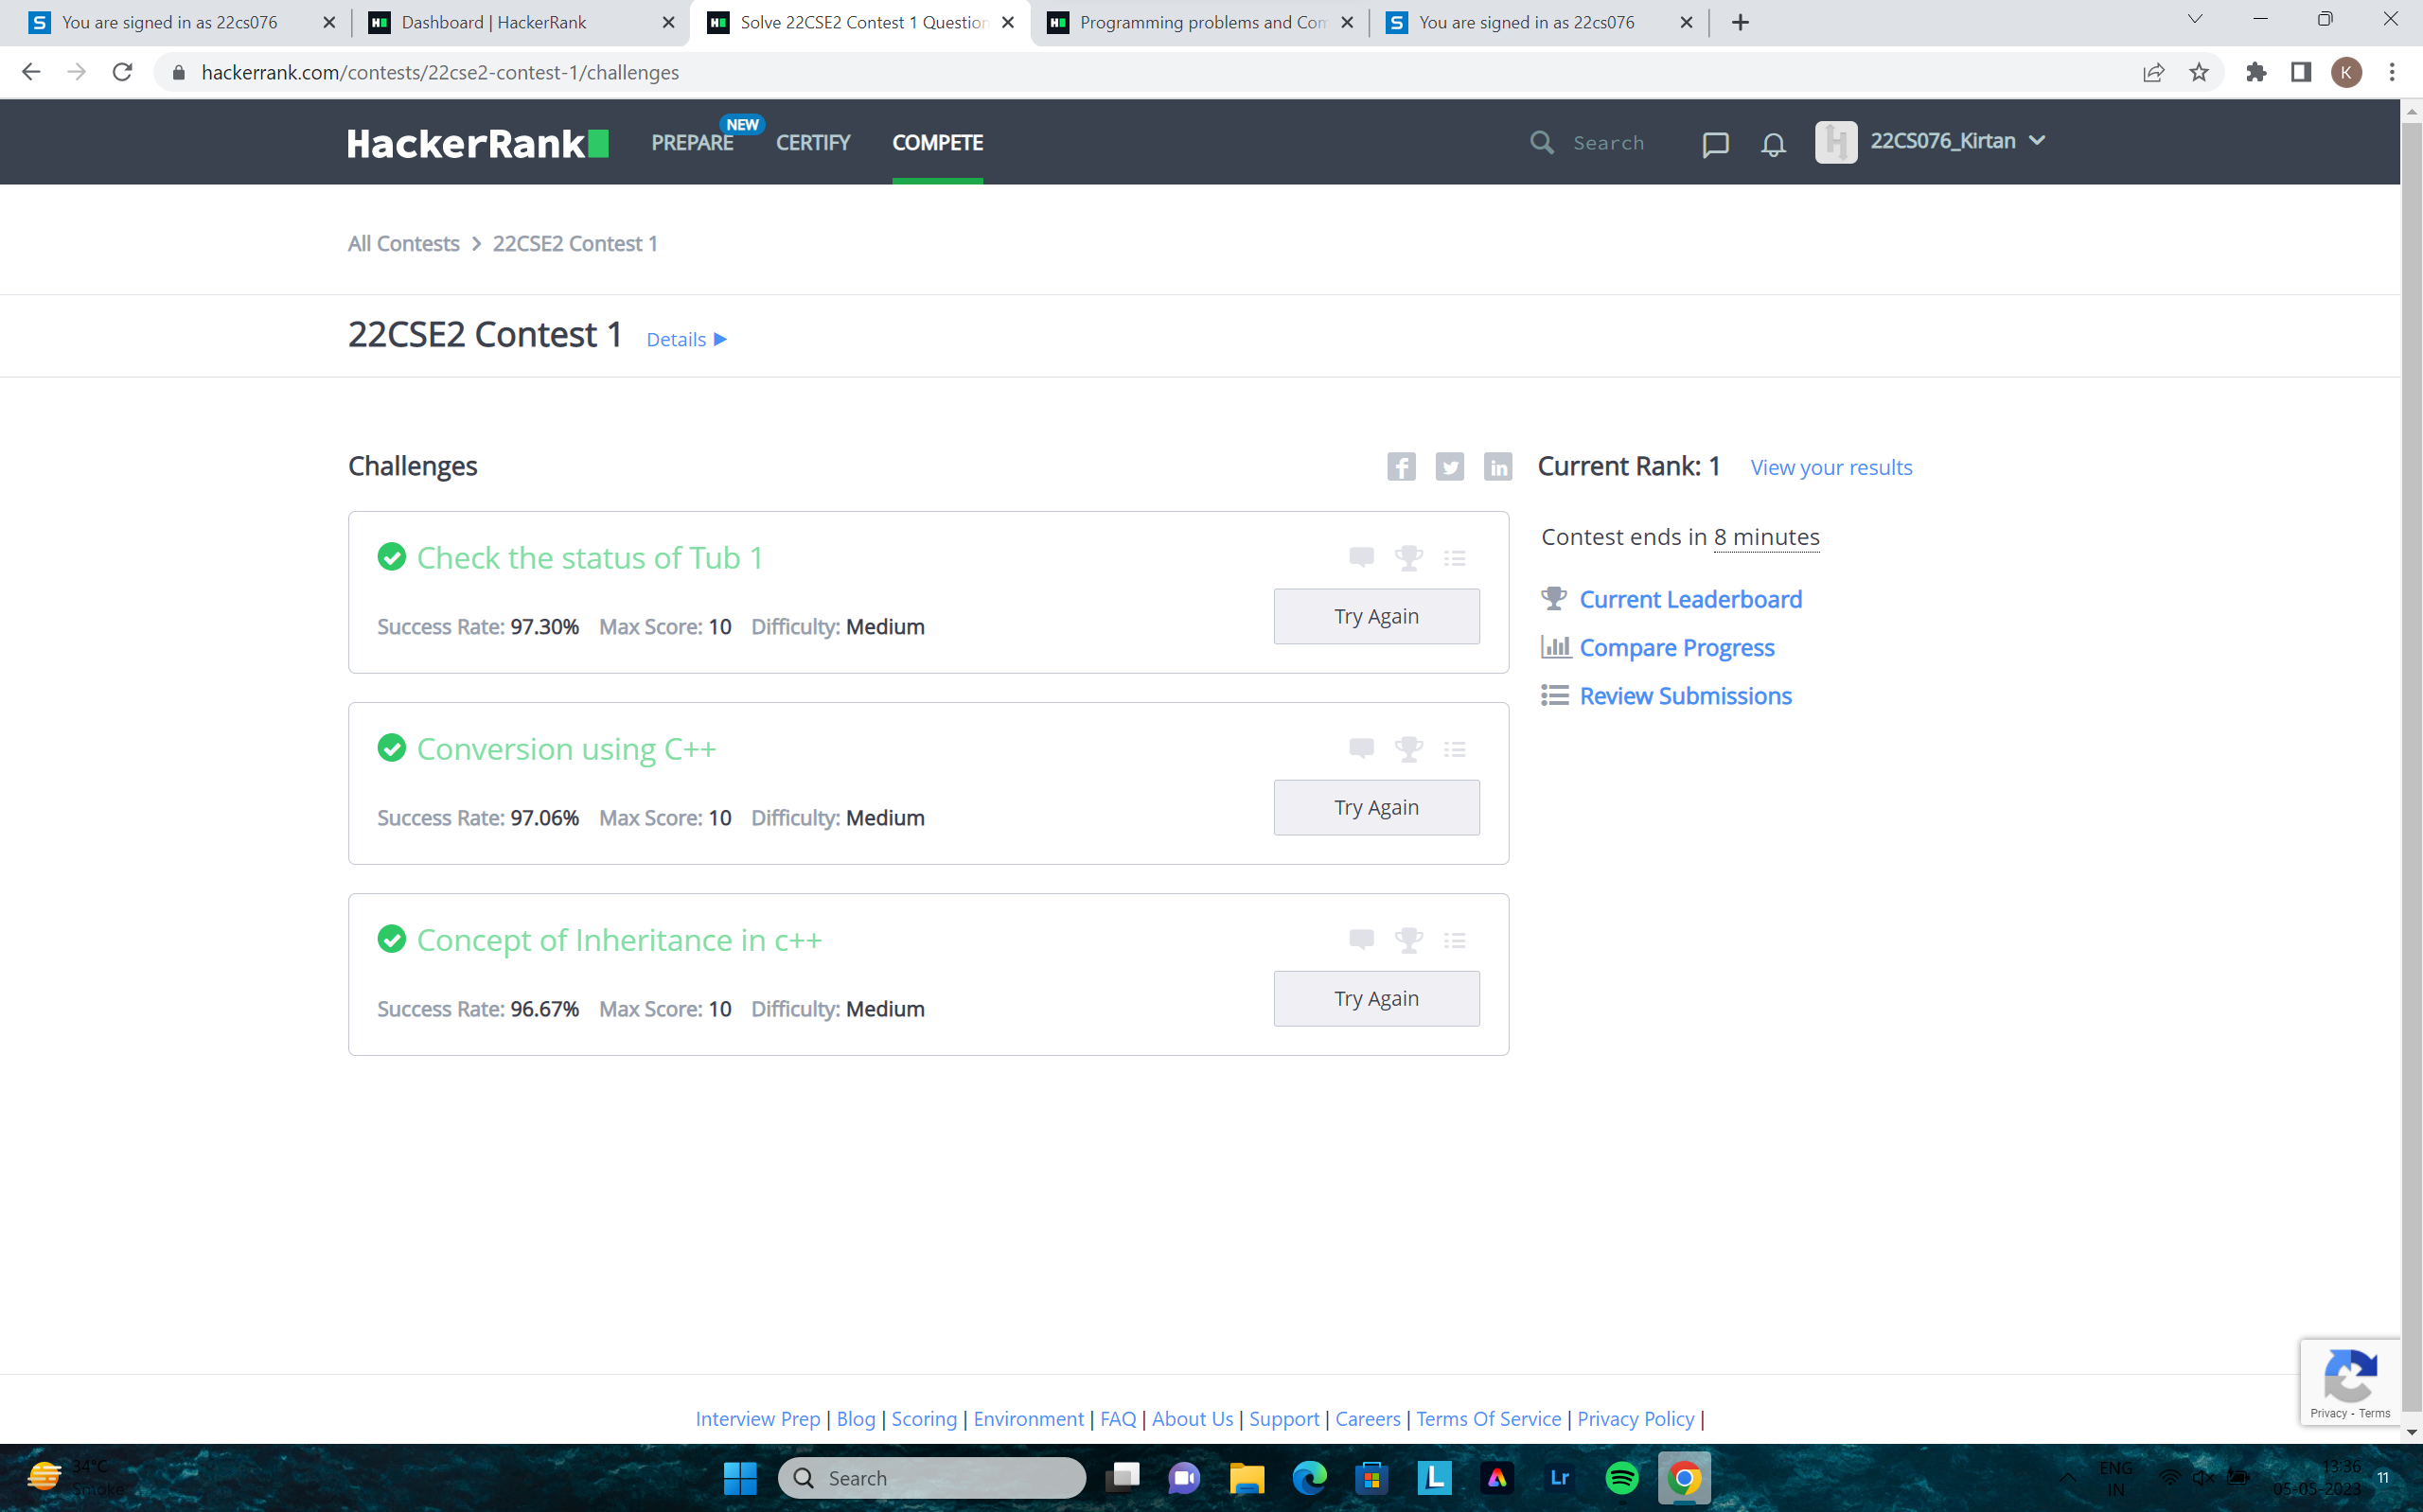 You are signed in as 22cs076
Dashboard | HackerRank
Solve 22CSE2 Contest 1 Question
Programming problems and Con
You are signed in as 22cs076
hackerrank.com/contests/22cse2-contest-1/challenges
K
HackerRank
PREPARE
NEW
CERTIFY
COMPETE
Search
22CS076_Kirtan
All Contests > 22CSE2 Contest 1
22CSE2 Contest 1
Details
Challenges
Current Rank: 1
View your results
Check the status of Tub 1
Success Rate: 97.30% Max Score: 10 Difficulty: Medium
Try Again
Contest ends in 8 minutes
Current Leaderboard
Compare Progress
Review Submissions
Conversion using C++
Success Rate: 97.06% Max Score: 10 Difficulty: Medium
Try Again
Concept of Inheritance in c++
Success Rate: 96.67% Max Score: 10 Difficulty: Medium
Try Again
Privacy - Terms
Interview Prep | Blog | Scoring | Environment | FAQ | About Us | Support | Careers | Terms Of Service | Privacy Policy |
34°C
Smoke
Search
L
Lr
ENG
IN
13:36
05-05-2023
11